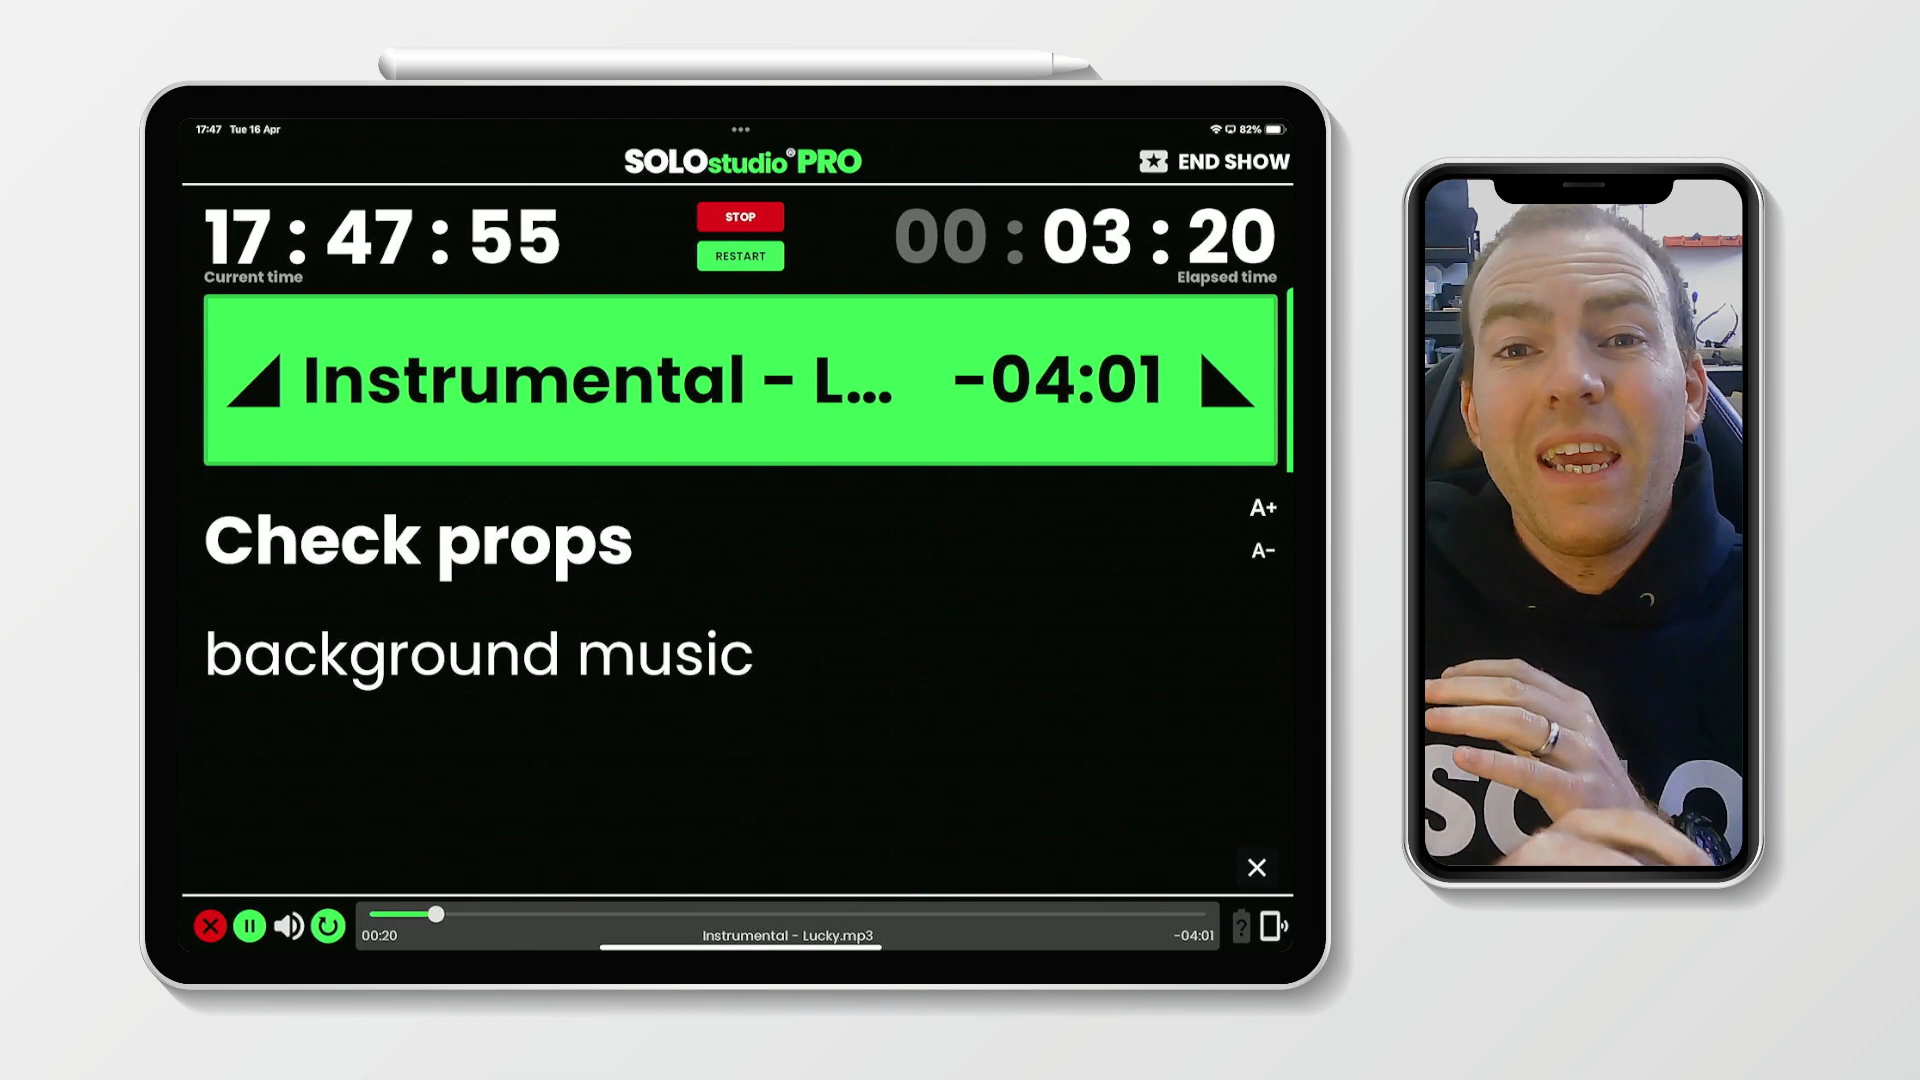 17:47 Tue 16 Apr
82%
SOLOstudio®PRO
END SHOW
17:47:55
Current time
STOP
RESTART
00:03:20
Elapsed time
Instrumental - L... -04:01
Check props
A+
A-
background music
00:20
Instrumental - Lucky.mp3
-04:01
?
SOLO